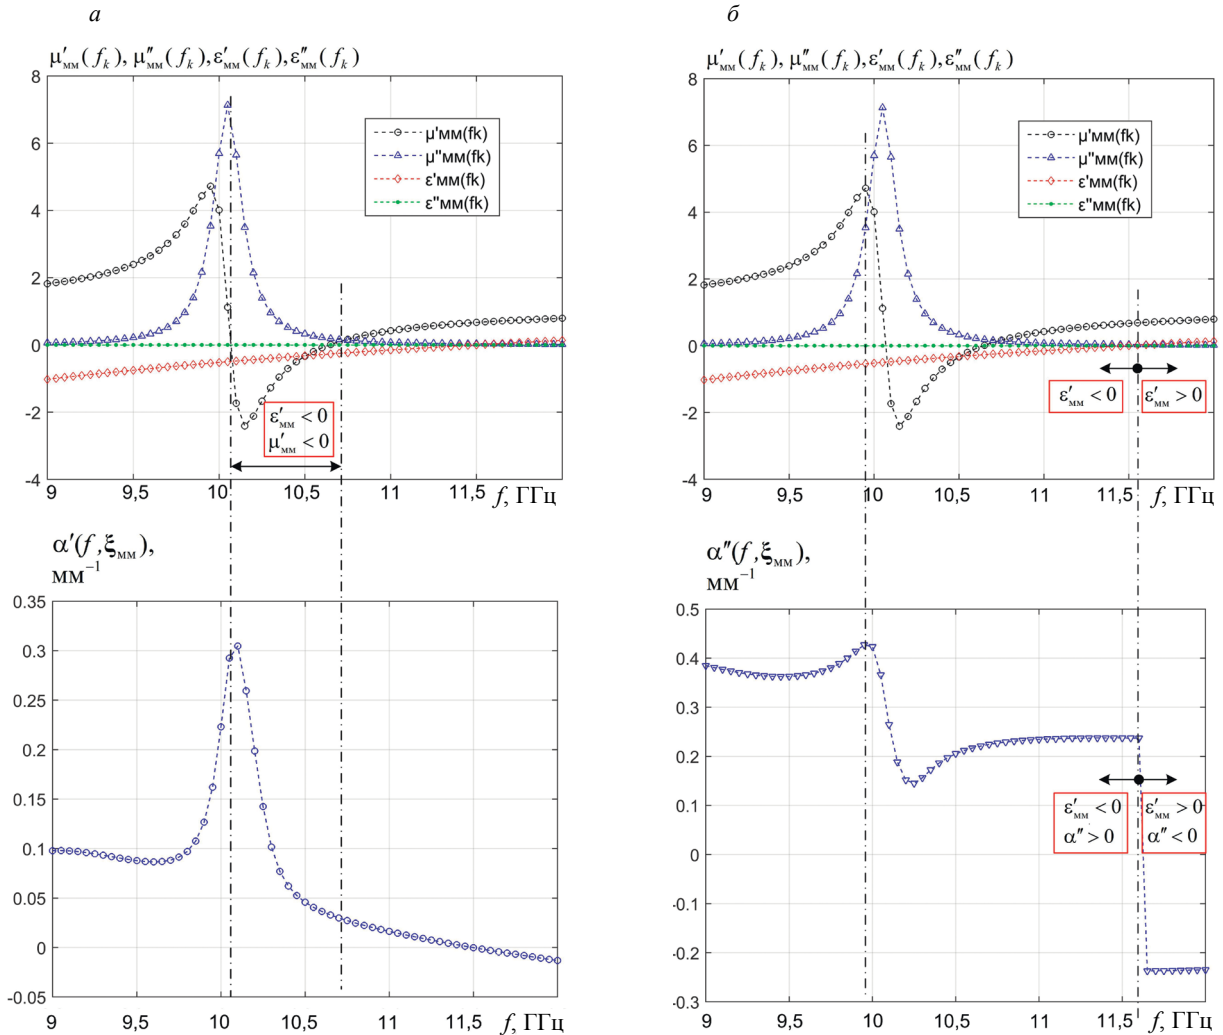 а
μ′мм(fk), μ″мм(fk), ε′мм(fk), ε″мм(fk)
8
6
4
2
0
-2
-4
μ'мм(fk)
μ"мм(fk)
ε'мм(fk)
ε"мм(fk)
ε′мм < 0
μ′мм < 0
9
9,5
10
10,5
11
11,5
f, ГГц
α′(f, ξмм),
мм⁻¹
0.35
0.3
0.25
0.2
0.15
0.1
0.05
0
-0.05
9
9,5
10
10,5
11
11,5
f, ГГц
б
μ′мм(fk), μ″мм(fk), ε′мм(fk), ε″мм(fk)
8
6
4
2
0
-2
-4
μ'мм(fk)
μ"мм(fk)
ε'мм(fk)
ε"мм(fk)
ε′мм < 0
ε′мм > 0
9
9,5
10
10,5
11
11,5
f, ГГц
α″(f, ξмм),
мм⁻¹
0.5
0.4
0.3
0.2
0.1
0
-0.1
-0.2
-0.3
ε′мм < 0
α″ > 0
ε′мм > 0
α″ < 0
9
9,5
10
10,5
11
11,5
f, ГГц